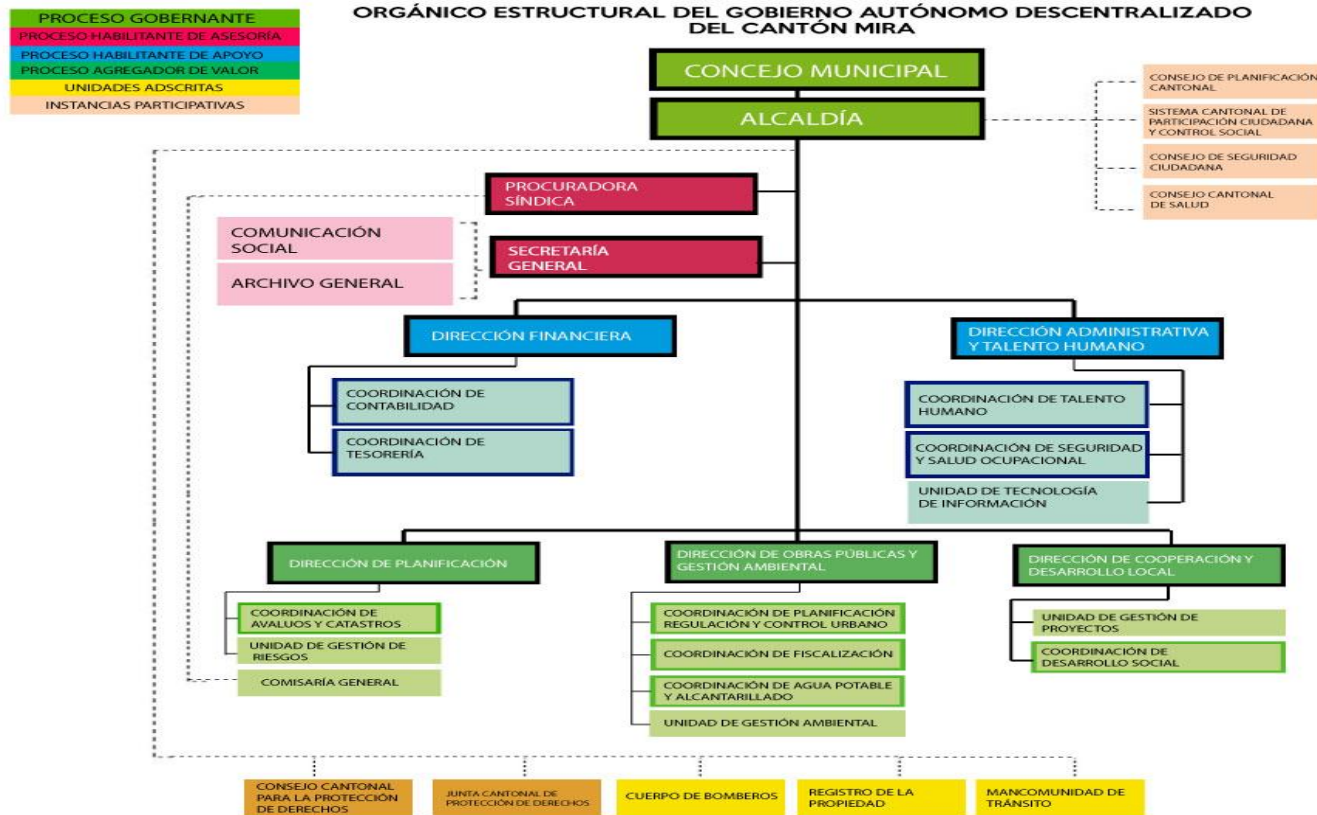 PROCESO GOBERNANTE
PROCESO HABILITANTE DE ASESORÍA
PROCESO HABILITANTE DE APOYO
PROCESO AGREGADOR DE VALOR
UNIDADES ADSCRITAS
INSTANCIAS PARTICIPATIVAS
ORGÁNICO ESTRUCTURAL DEL GOBIERNO AUTÓNOMO DESCENTRALIZADO
DEL CANTÓN MIRA
CONCEJO MUNICIPAL
ALCALDÍA
CONSEJO DE PLANIFICACIÓN
CANTONAL
SISTEMA CANTONAL DE
PARTICIPACIÓN CIUDADANA
Y CONTROL SOCIAL
CONSEJO DE SEGURIDAD
CIUDADANA
CONSEJO CANTONAL
DE SALUD
PROCURADORA
SÍNDICA
COMUNICACIÓN
SOCIAL
ARCHIVO GENERAL
SECRETARÍA
GENERAL
DIRECCIÓN FINANCIERA
DIRECCIÓN ADMINISTRATIVA
Y TALENTO HUMANO
COORDINACIÓN DE
CONTABILIDAD
COORDINACIÓN DE
TESORERÍA
COORDINACIÓN DE TALENTO
HUMANO
COORDINACIÓN DE SEGURIDAD
Y SALUD OCUPACIONAL
UNIDAD DE TECNOLOGÍA
DE INFORMACIÓN
DIRECCIÓN DE PLANIFICACIÓN
DIRECCIÓN DE OBRAS PÚBLICAS Y
GESTIÓN AMBIENTAL
DIRECCIÓN DE COOPERACIÓN Y
DESARROLLO LOCAL
COORDINACIÓN DE
AVALUOS Y CATASTROS
UNIDAD DE GESTIÓN DE
RIESGOS
COMISARÍA GENERAL
COORDINACIÓN DE PLANIFICACIÓN
REGULACIÓN Y CONTROL URBANO
COORDINACIÓN DE FISCALIZACIÓN
COORDINACIÓN DE AGUA POTABLE
Y ALCANTARILLADO
UNIDAD DE GESTIÓN AMBIENTAL
UNIDAD DE GESTIÓN DE
PROYECTOS
COORDINACIÓN DE
DESARROLLO SOCIAL
CONSEJO CANTONAL
PARA LA PROTECCIÓN
DE DERECHOS
JUNTA CANTONAL DE
PROTECCIÓN DE DERECHOS
CUERPO DE BOMBEROS
REGISTRO DE LA
PROPIEDAD
MANCOMUNIDAD DE
TRÁNSITO